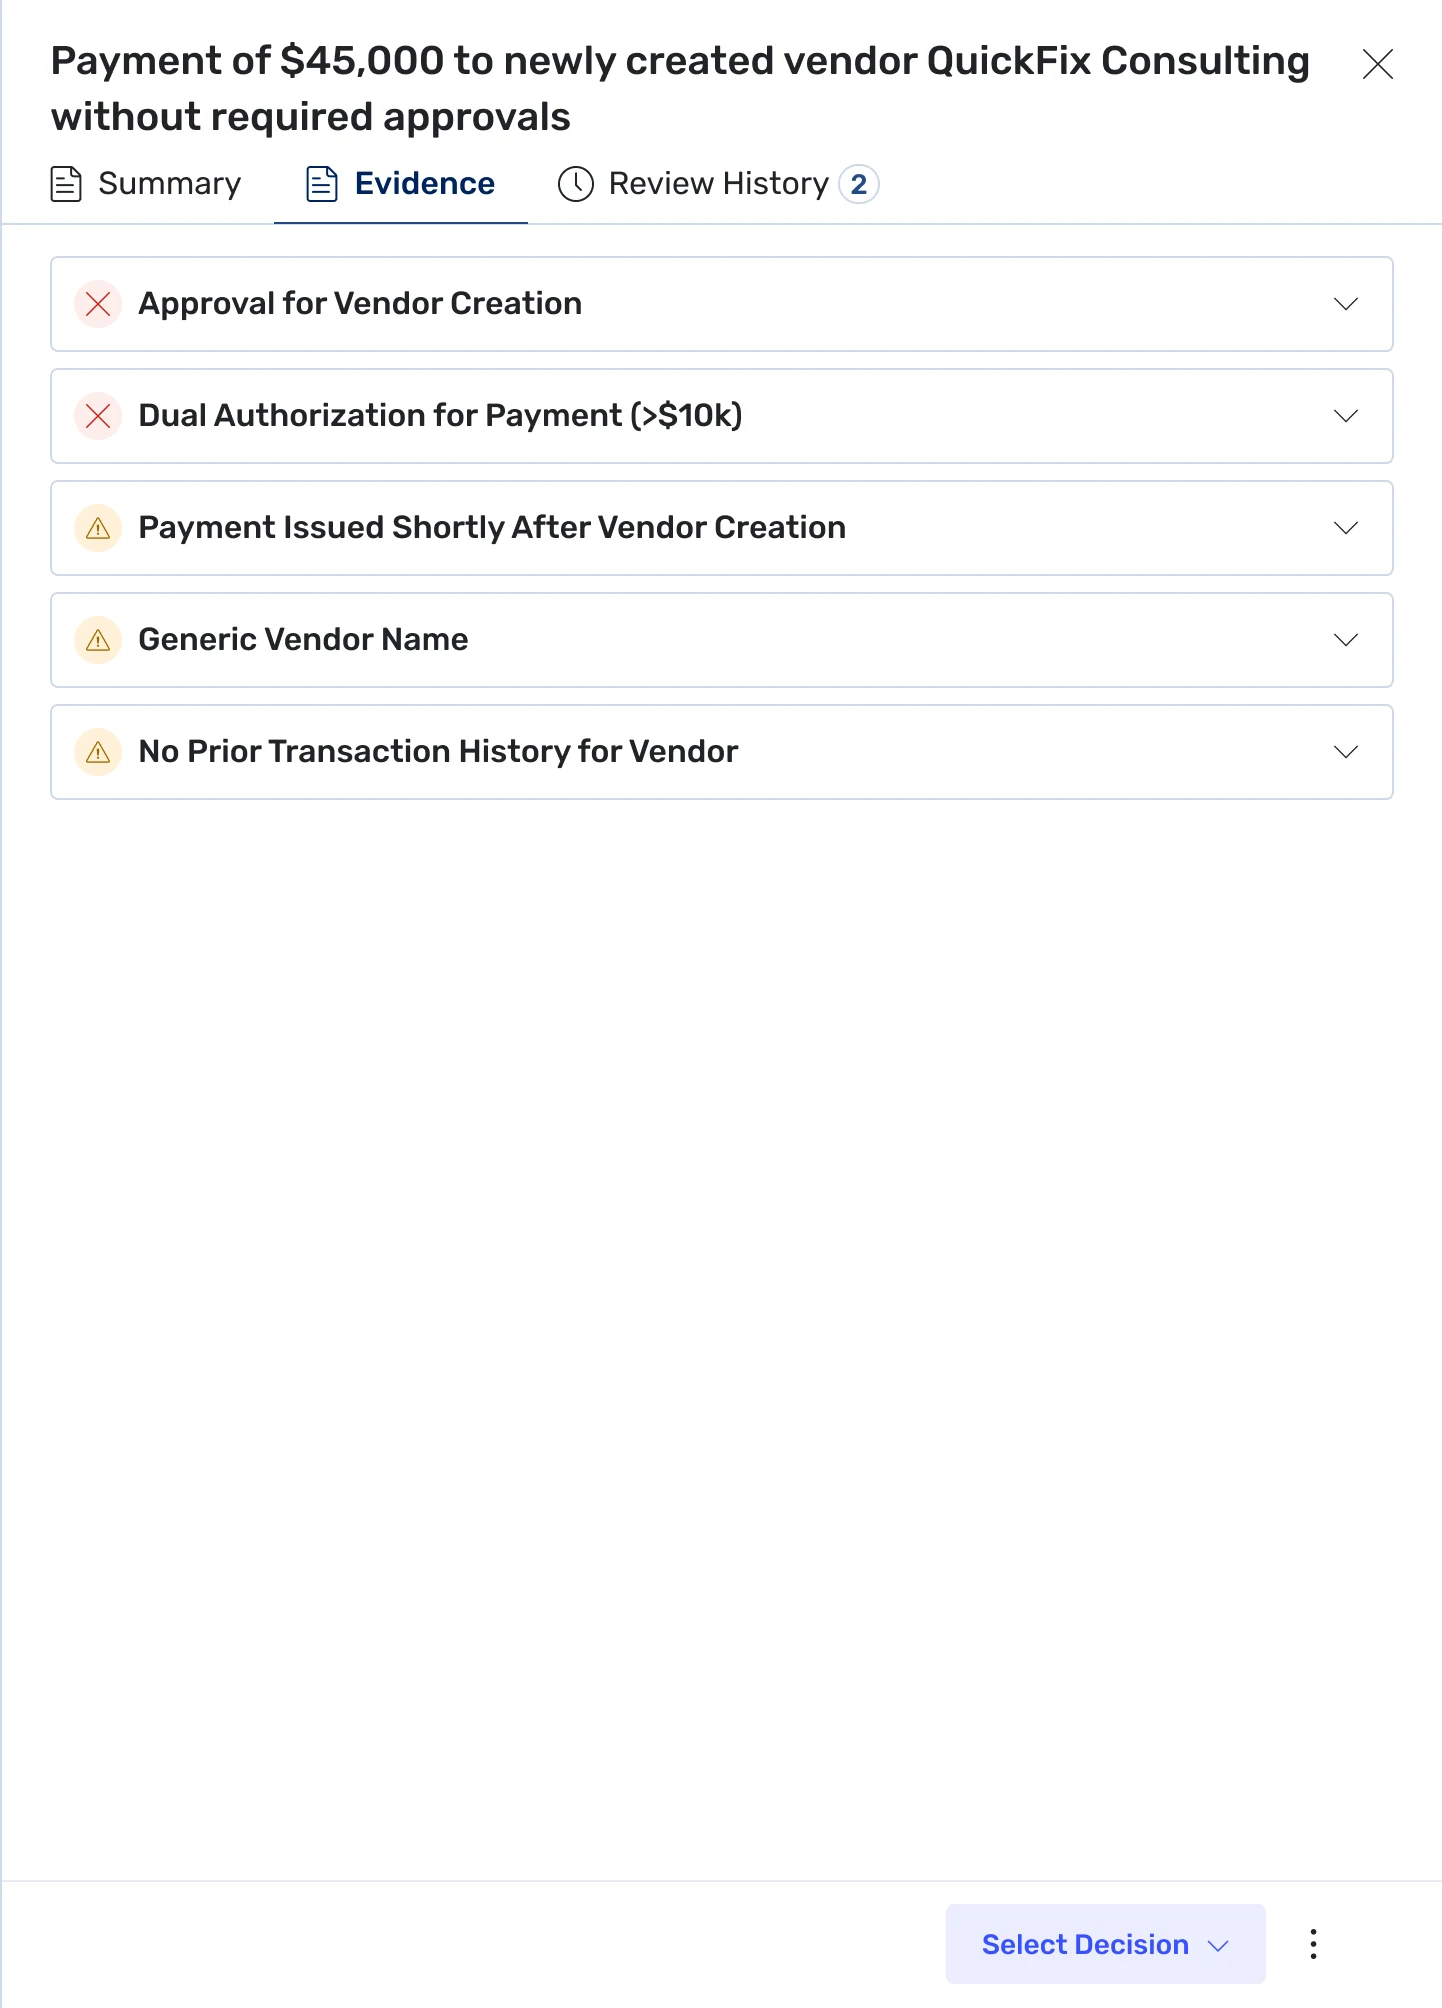 Payment of $45,000 to newly created vendor QuickFix Consulting
without required approvals
Summary
Evidence
Review History 2
Approval for Vendor Creation
Dual Authorization for Payment (>$10k)
Payment Issued Shortly After Vendor Creation
Generic Vendor Name
No Prior Transaction History for Vendor
Select Decision